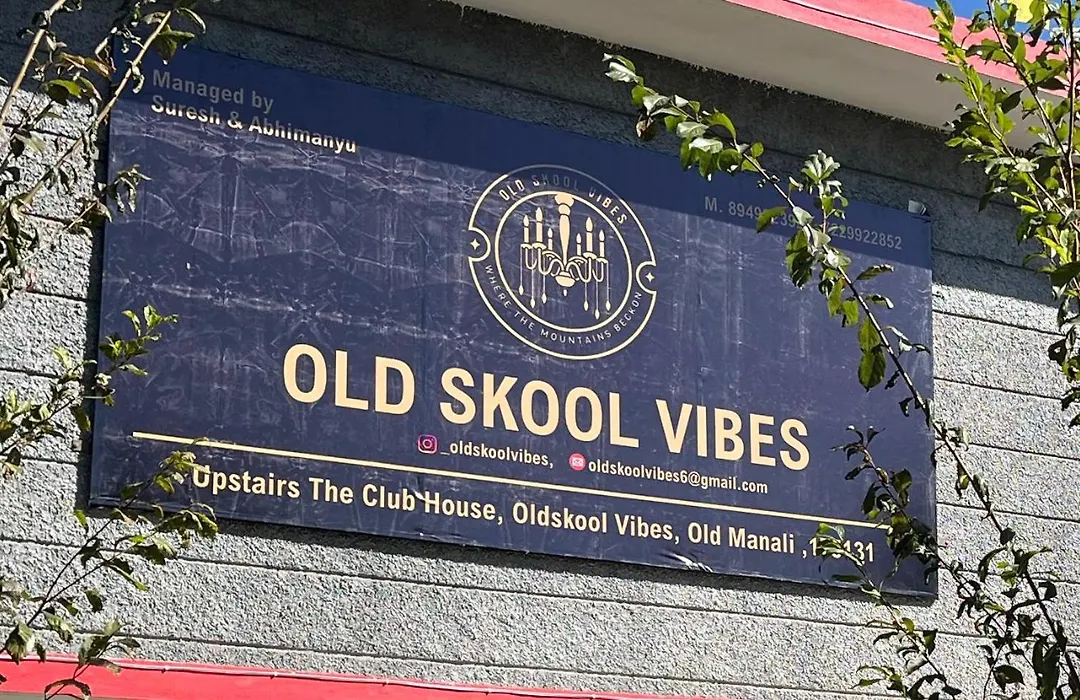 Managed by
Suresh & Abhimanyu
OLD SKOOL VIBES
WHERE THE MOUNTAINS BECKON
M.
OLD SKOOL VIBES
_oldskoolvibes, oldskoolvibes6@gmail.com
Upstairs The Club House, Oldskool Vibes, Old Manali ,